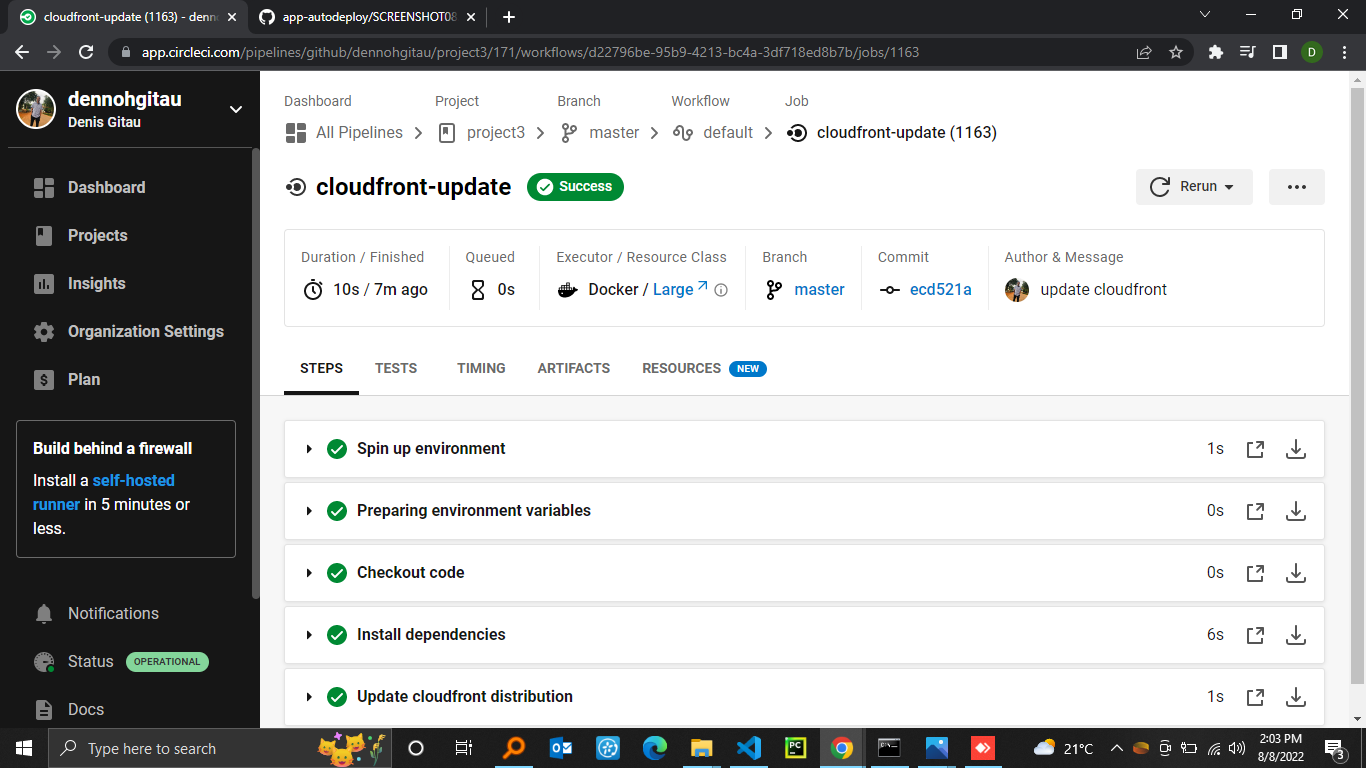 cloudfront-update (1163) - denn
app-autodeploy/SCREENSHOT08
app.circleci.com/pipelines/github/dennohgitau/project3/171/workflows/d22796be-95b9-4213-bc4a-3df718ed8b7b/jobs/1163
D
dennohgitau
Denis Gitau
Dashboard
Projects
Insights
Organization Settings
Plan
Build behind a firewall
Install a self-hosted
runner in 5 minutes or
less.
Notifications
Status OPERATIONAL
Docs
Dashboard Project Branch Workflow Job
All Pipelines project3 master default cloudfront-update (1163)
cloudfront-update Success Rerun
Duration / Finished Queued Executor / Resource Class Branch Commit Author & Message
10s / 7m ago 0s Docker / Large master ecd521a update cloudfront
STEPS TESTS TIMING ARTIFACTS RESOURCES NEW
Spin up environment 1s
Preparing environment variables 0s
Checkout code 0s
Install dependencies 6s
Update cloudfront distribution 1s
Type here to search
PC
21°C
2:03 PM
8/8/2022
3